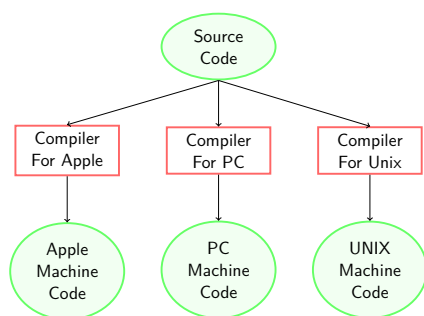 Source
Code
Compiler
For Apple
Compiler
For PC
Compiler
For Unix
Apple
Machine
Code
PC
Machine
Code
UNIX
Machine
Code